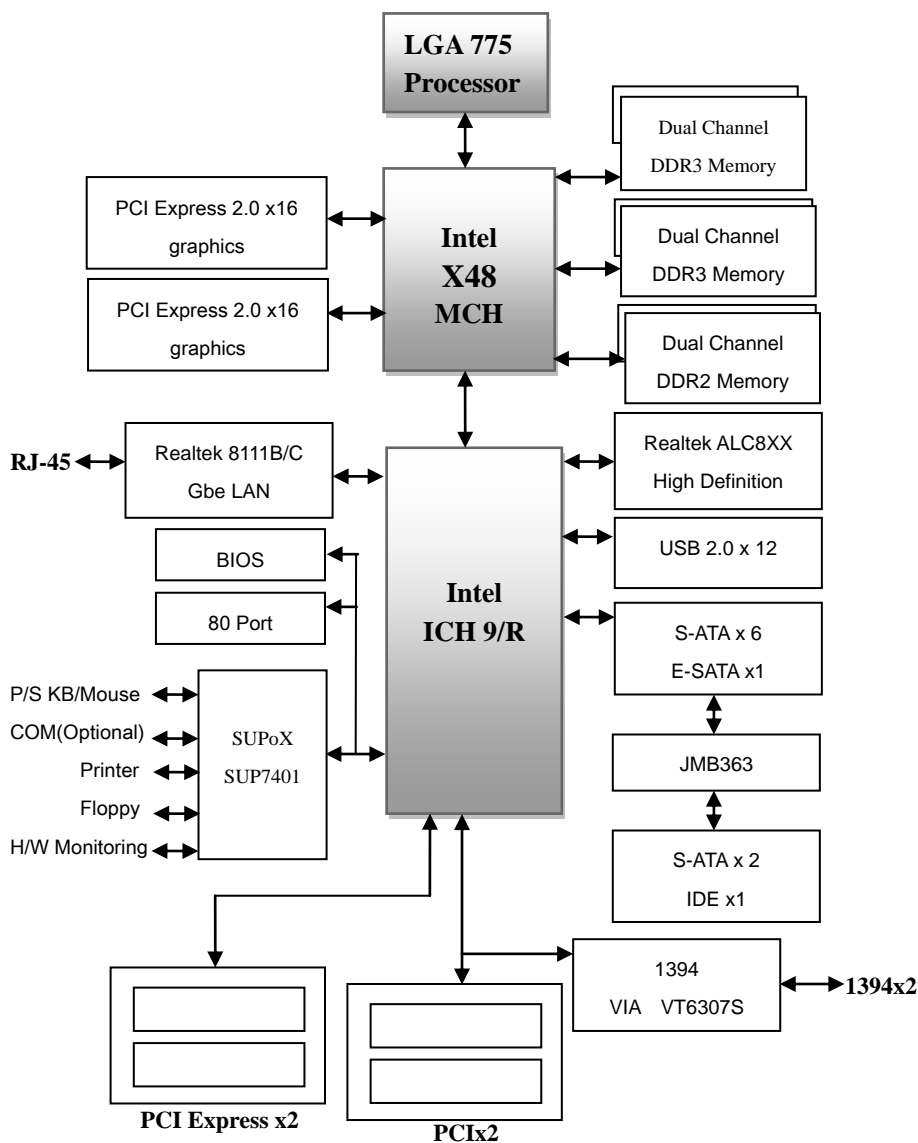 LGA 775
Processor
Dual Channel
DDR3 Memory
PCI Express 2.0 x16
graphics
Intel
X48
MCH
Dual Channel
DDR3 Memory
PCI Express 2.0 x16
graphics
Dual Channel
DDR2 Memory
RJ-45
Realtek 8111B/C
Gbe LAN
Realtek ALC8XX
High Definition
BIOS
USB 2.0 x 12
80 Port
Intel
ICH 9/R
S-ATA x 6
E-SATA x1
P/S KB/Mouse
COM(Optional)
Printer
Floppy
H/W Monitoring
SUPoX
SUP7401
JMB363
S-ATA x 2
IDE x1
1394
VIA VT6307S
1394x2
PCI Express x2
PCIx2